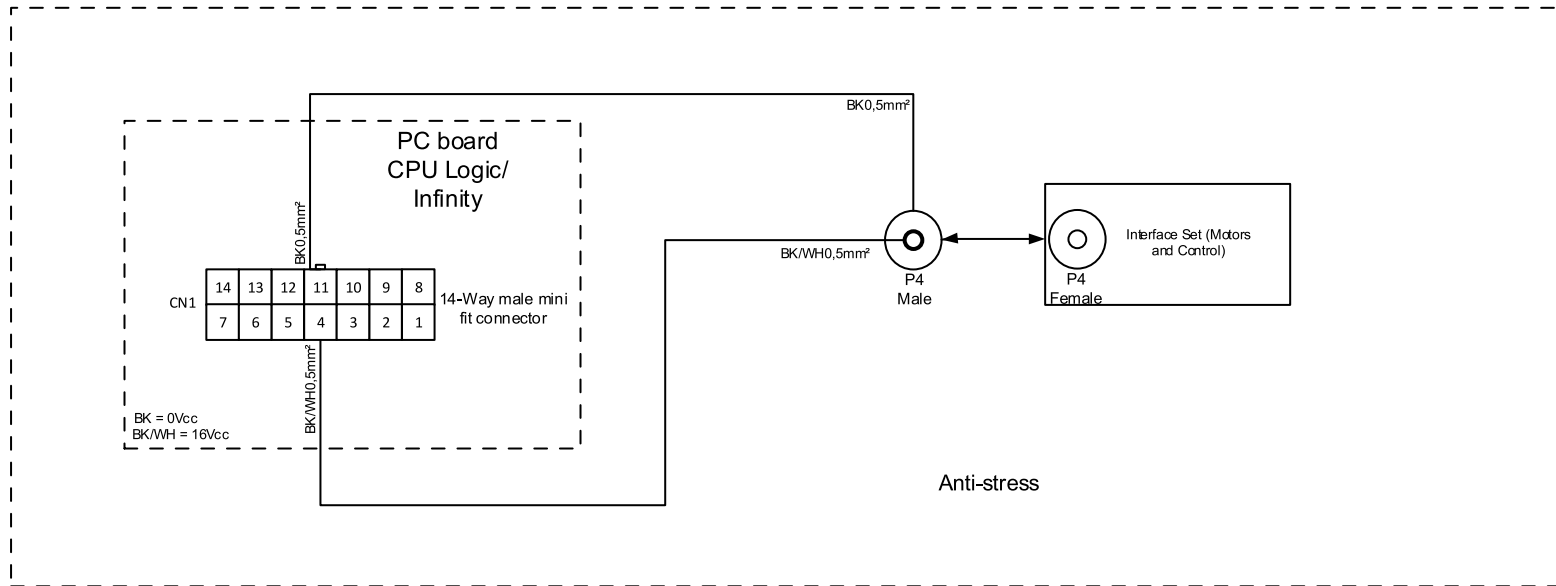 BK0,5mm²
PC board
CPU Logic/
Infinity
BK0,5mm²
BK/WH0,5mm²
Interface Set (Motors
and Control)
P4
Male
P4
Female
CN1
14 13 12 11 10 9 8
7 6 5 4 3 2 1
14-Way male mini
fit connector
BK/WH0,5mm²
BK = 0Vcc
BK/WH = 16Vcc
Anti-stress